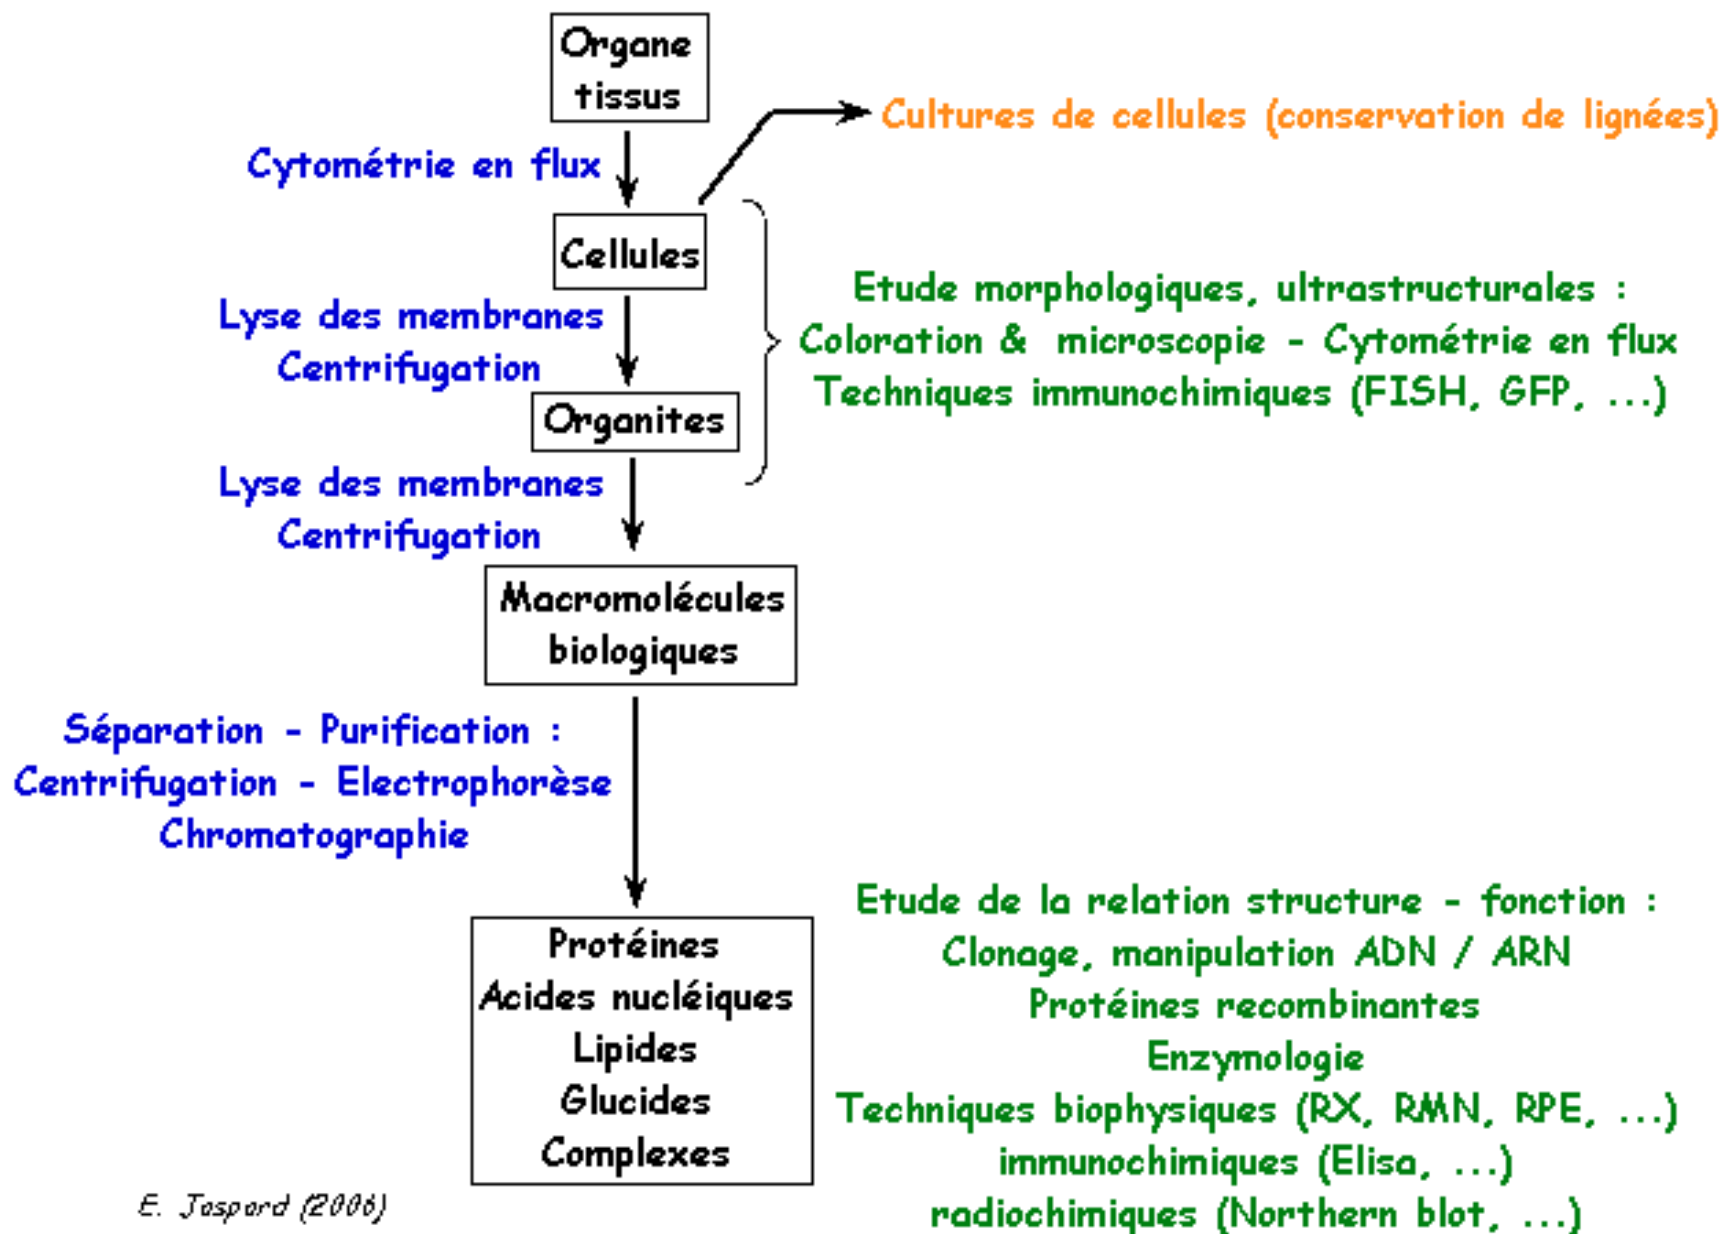 Organe
tissus
Cultures de cellules (conservation de lignées)
Cytométrie en flux
Cellules
Lyse des membranes
Centrifugation
Etude morphologiques, ultrastructurales :
Coloration & microscopie - Cytométrie en flux
Techniques immunochimiques (FISH, GFP, ...)
Organites
Lyse des membranes
Centrifugation
Macromolécules
biologiques
Séparation - Purification :
Centrifugation - Electrophorèse
Chromatographie
Protéines
Acides nucléiques
Lipides
Glucides
Complexes
Etude de la relation structure - fonction :
Clonage, manipulation ADN / ARN
Protéines recombinantes
Enzymologie
Techniques biophysiques (RX, RMN, RPE, ...)
immunochimiques (Elisa, ...)
radiochimiques (Northern blot, ...)
E. Jaspard (2006)